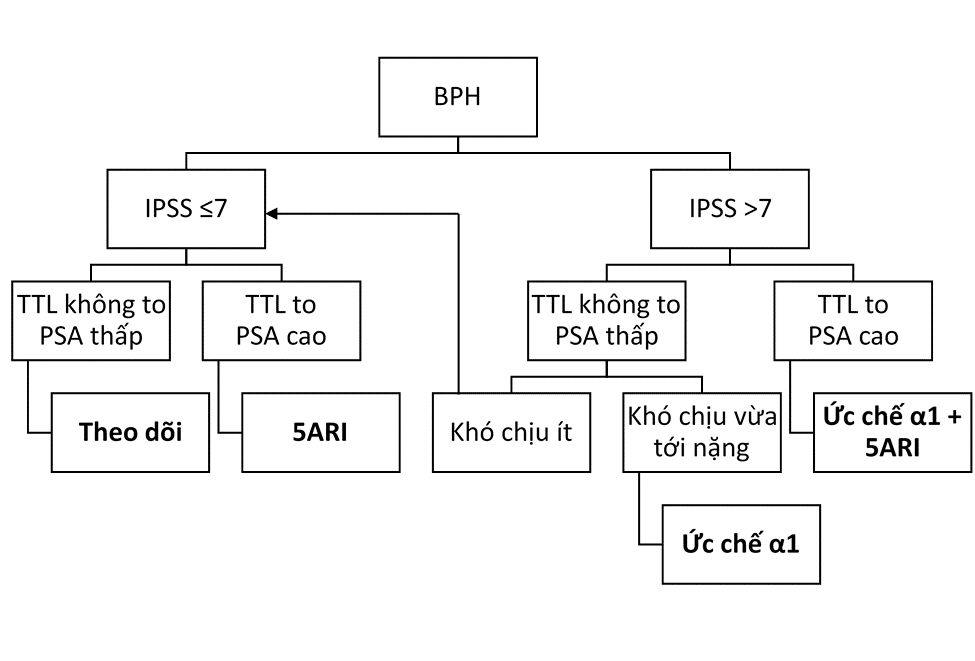 BPH
IPSS ≤7
IPSS >7
TTL không to
PSA thấp
TTL to
PSA cao
TTL không to
PSA thấp
TTL to
PSA cao
Theo dõi
5ARI
Khó chịu ít
Khó chịu vừa
tới nặng
Ức chế α1 +
5ARI
Ức chế α1